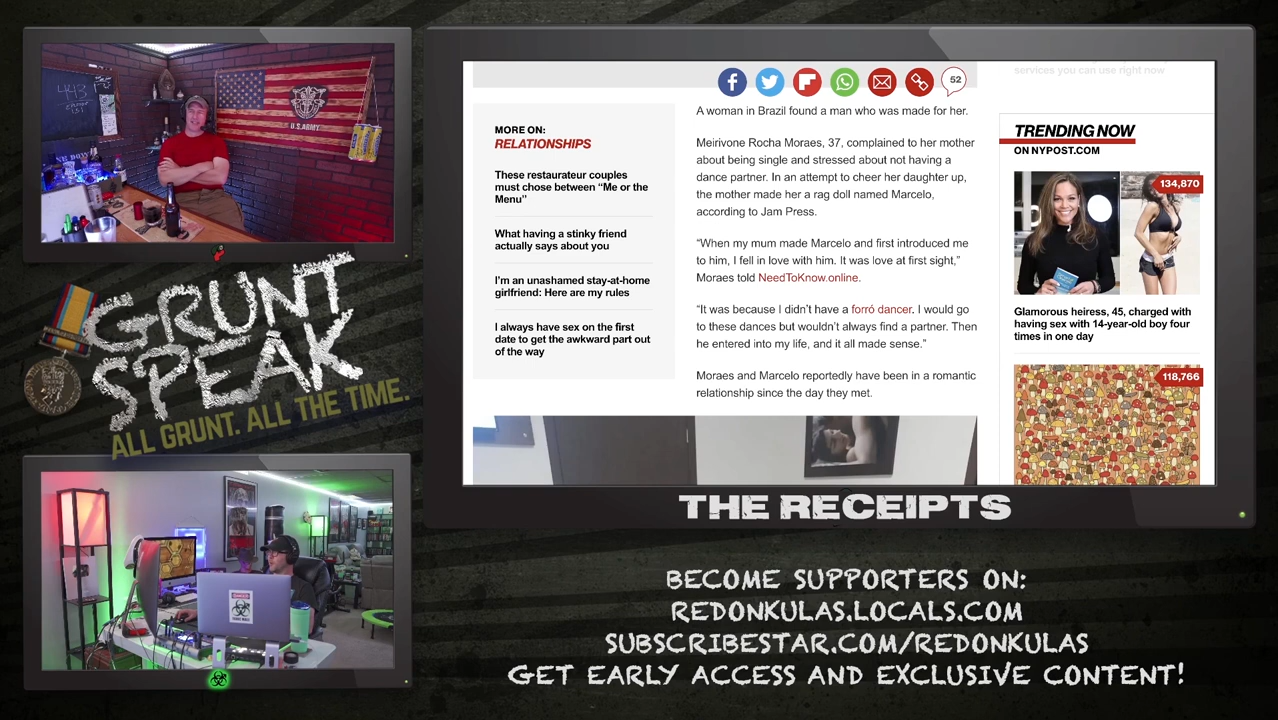 443
U.S. ARMY
GRUNT
SPEAK
ALL GRUNT. ALL THE TIME.
services you can use right now
52
MORE ON:
RELATIONSHIPS
These restaurateur couples
must chose between “Me or the
Menu”
What having a stinky friend
actually says about you
I’m an unashamed stay-at-home
girlfriend: Here are my rules
I always have sex on the first
date to get the awkward part out
of the way
A woman in Brazil found a man who was made for her.
Meirivone Rocha Moraes, 37, complained to her mother
about being single and stressed about not having a
dance partner. In an attempt to cheer her daughter up,
the mother made her a rag doll named Marcelo,
according to Jam Press.
“When my mum made Marcelo and first introduced me
to him, I fell in love with him. It was love at first sight,”
Moraes told NeedToKnow.online.
“It was because I didn’t have a forró dancer. I would go
to these dances but wouldn’t always find a partner. Then
he entered into my life, and it all made sense.”
Moraes and Marcelo reportedly have been in a romantic
relationship since the day they met.
TRENDING NOW
ON NYPOST.COM
134,870
Glamorous heiress, 45, charged with
having sex with 14-year-old boy four
times in one day
118,766
THE RECEIPTS
BECOME SUPPORTERS ON:
REDONKULAS.LOCALS.COM
SUBSCRIBESTAR.COM/REDONKULAS
GET EARLY ACCESS AND EXCLUSIVE CONTENT!